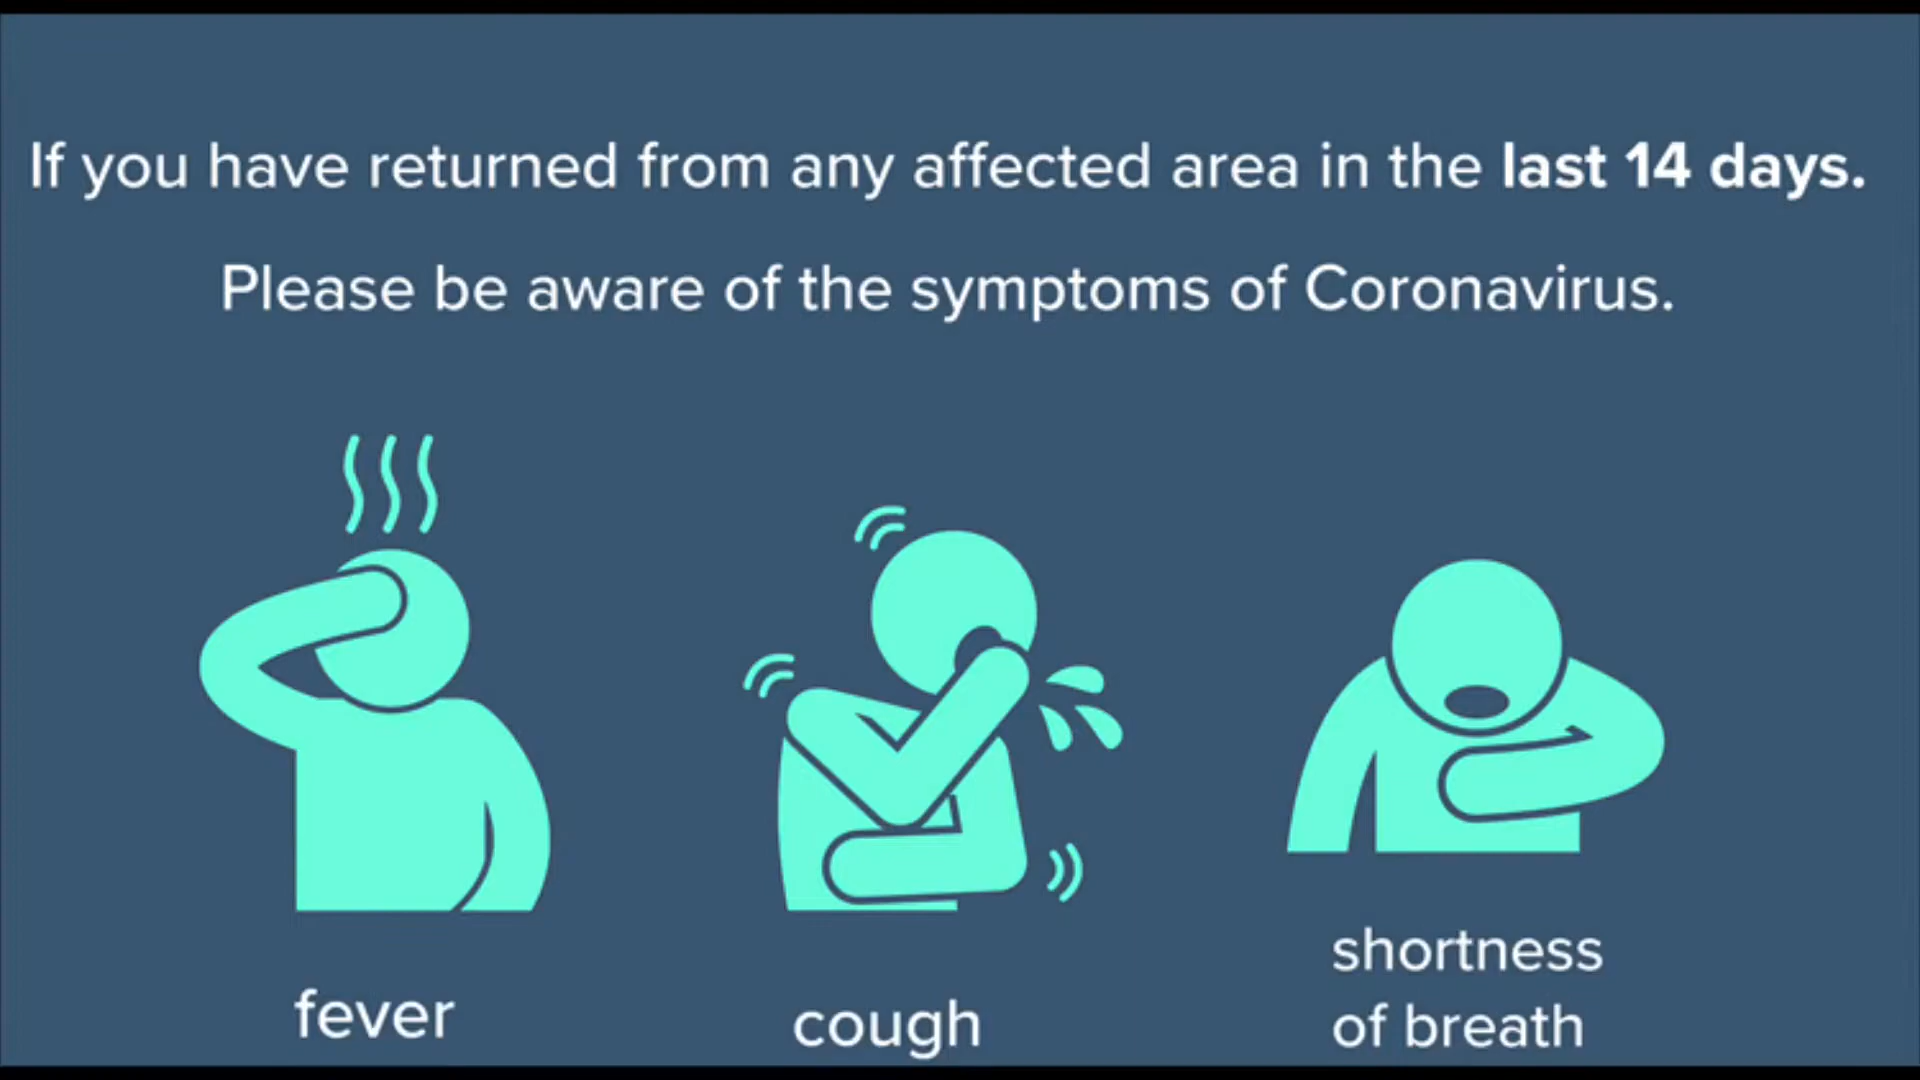 If you have returned from any affected area in the last 14 days.
Please be aware of the symptoms of Coronavirus.
fever
cough
shortness
of breath